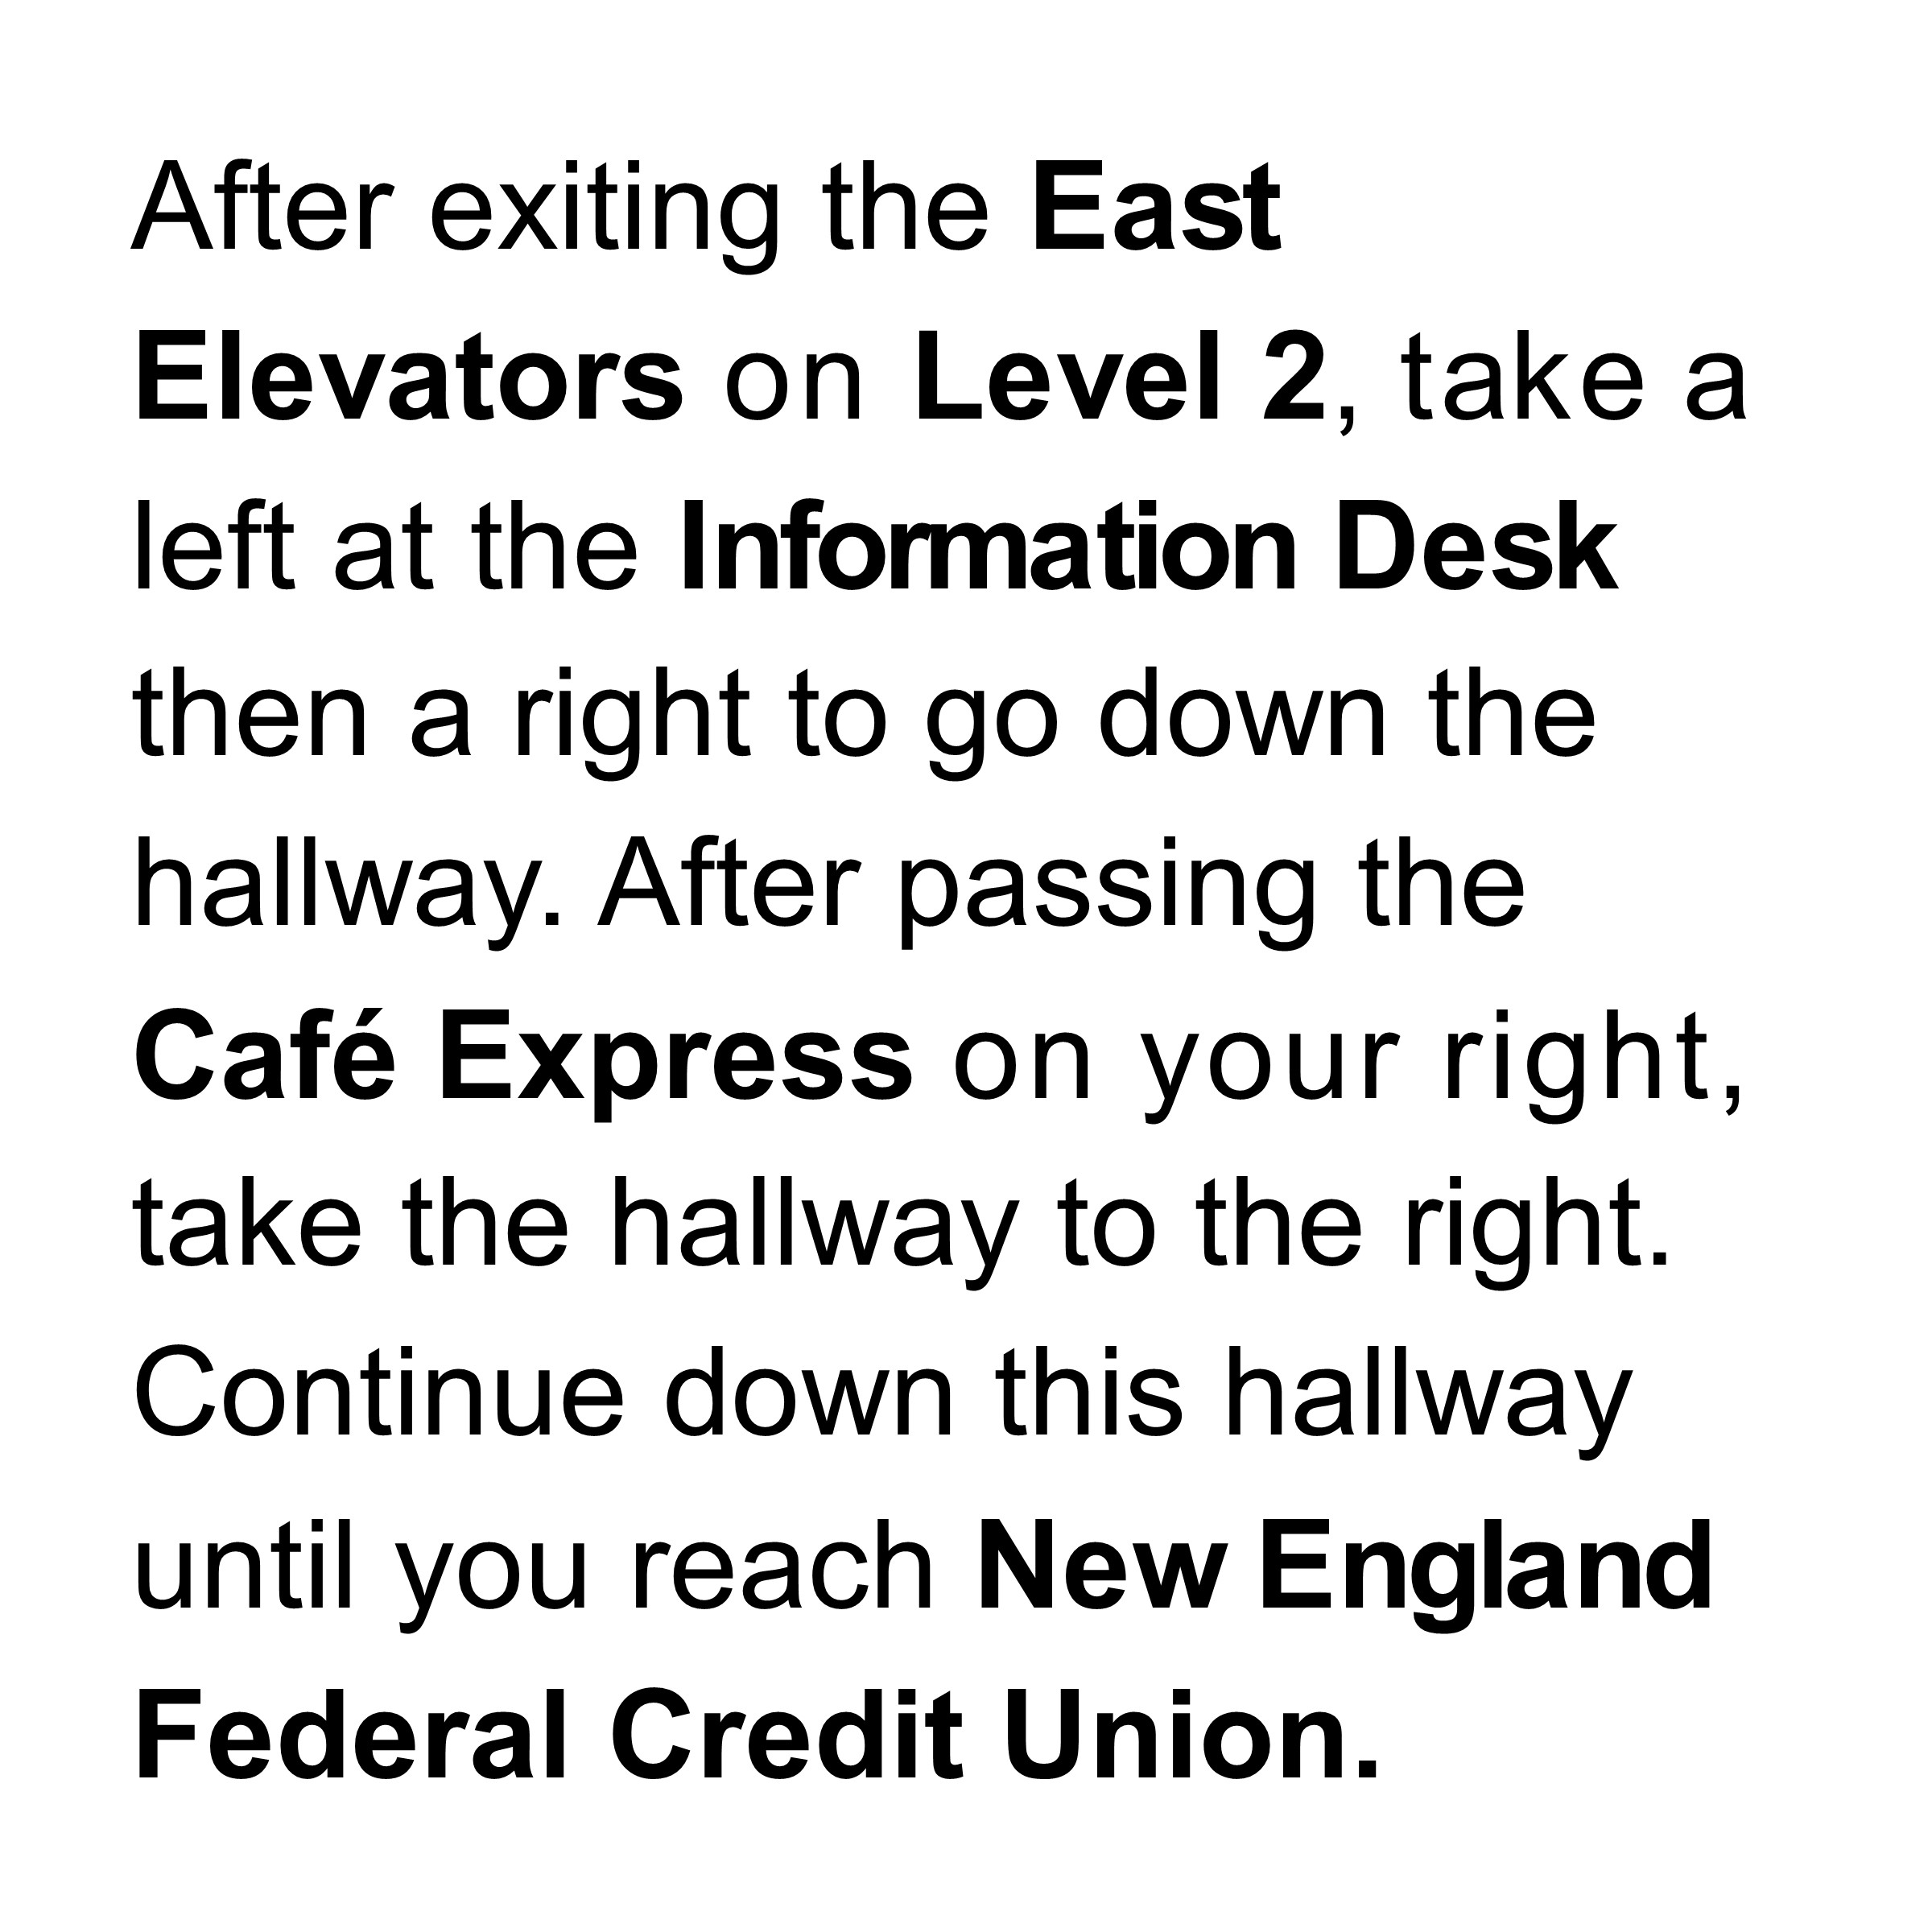 After exiting the East
Elevators on Level 2, take a
left at the Information Desk
then a right to go down the
hallway. After passing the
Café Express on your right,
take the hallway to the right.
Continue down this hallway
until you reach New England
Federal Credit Union.